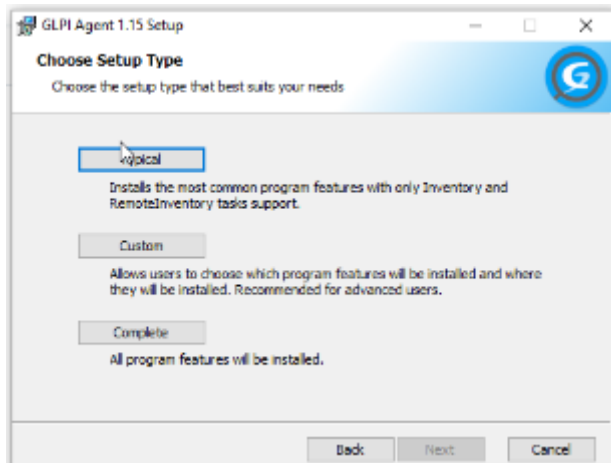 GLPI Agent 1.15 Setup
Choose Setup Type
Choose the setup type that best suits your needs
Typical
Installs the most common program features with only Inventory and
RemoteInventory tasks support.
Custom
Allows users to choose which program features will be installed and where
they will be installed. Recommended for advanced users.
Complete
All program features will be installed.
Back
Next
Cancel